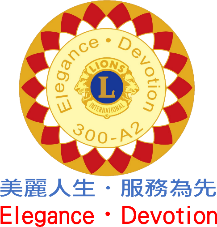 Elegance・Devotion
LIONS
L
INTERNATIONAL
300-A2
美麗人生・服務為先
Elegance・Devotion